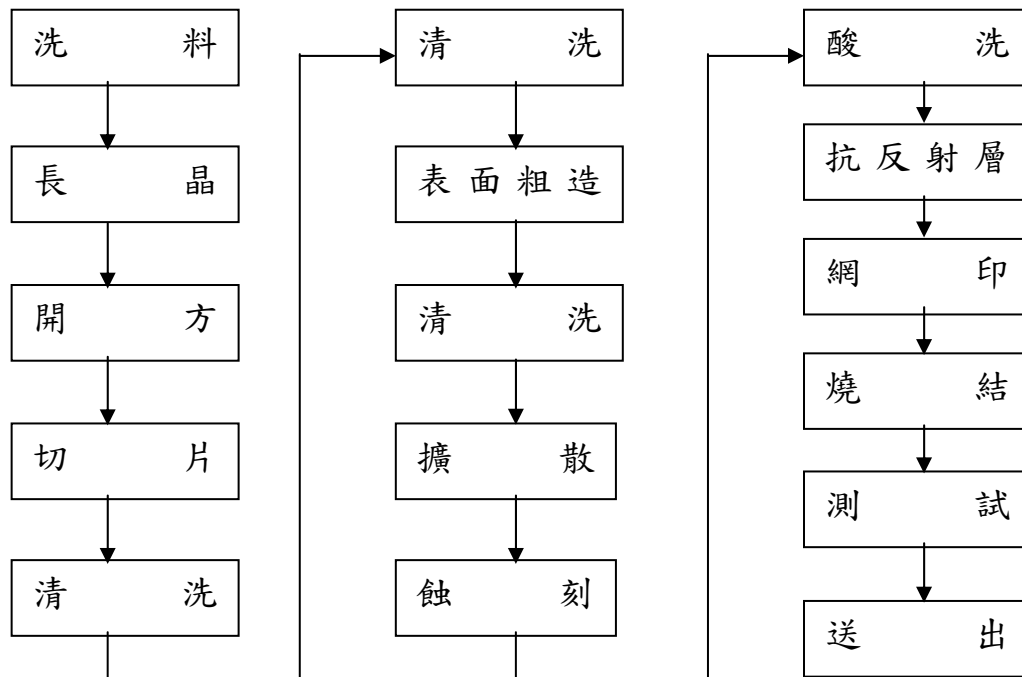 洗料
長晶
開方
切片
清洗
清洗
表面粗造
清洗
擴散
蝕刻
酸洗
抗反射層
網印
燒結
測試
送出